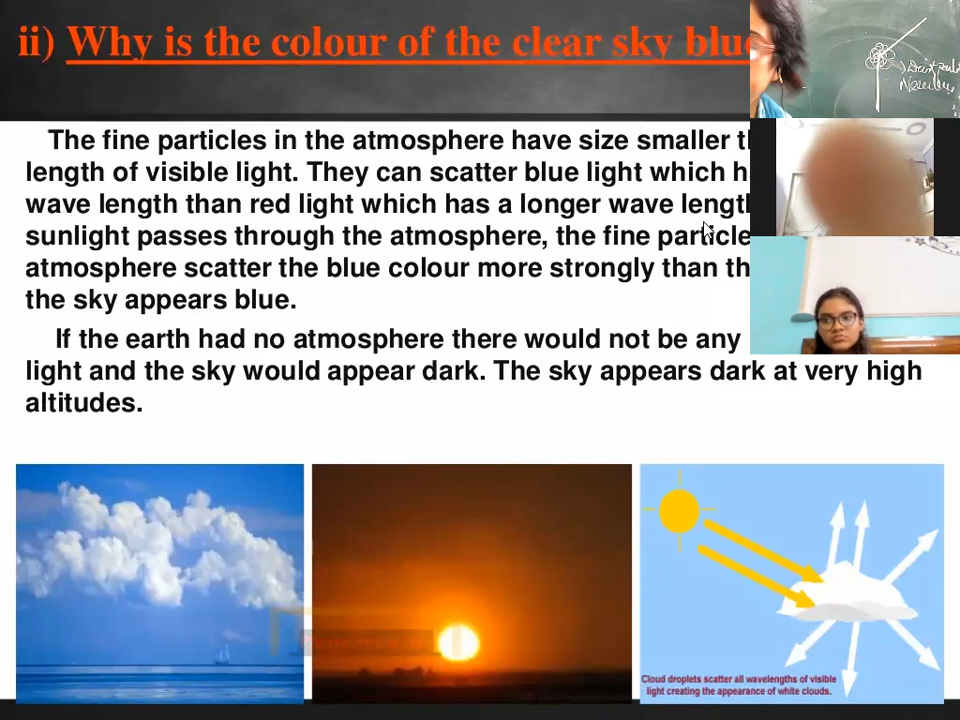 ii) Why is the colour of the clear sky blue
The fine particles in the atmosphere have size smaller
length of visible light. They can scatter blue light which
wave length than red light which has a longer wave
sunlight passes through the atmosphere, the fine
atmosphere scatter the blue colour more strongly than
the sky appears blue.
If the earth had no atmosphere there would not be any
light and the sky would appear dark. The sky appears dark at very high
altitudes.
Cloud droplets scatter all wavelengths of visible
light creating the appearance of white clouds.